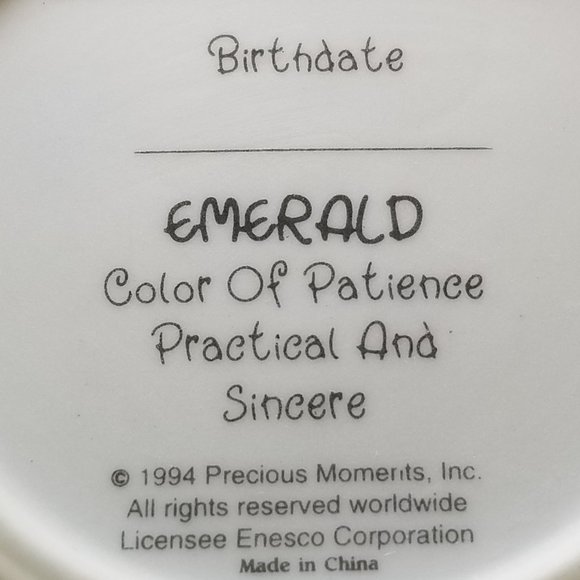 Birthdate
EMERALD
Color Of Patience
Practical And
Sincere
© 1994 Precious Moments, Inc.
All rights reserved worldwide
Licensee Enesco Corporation
Made in China